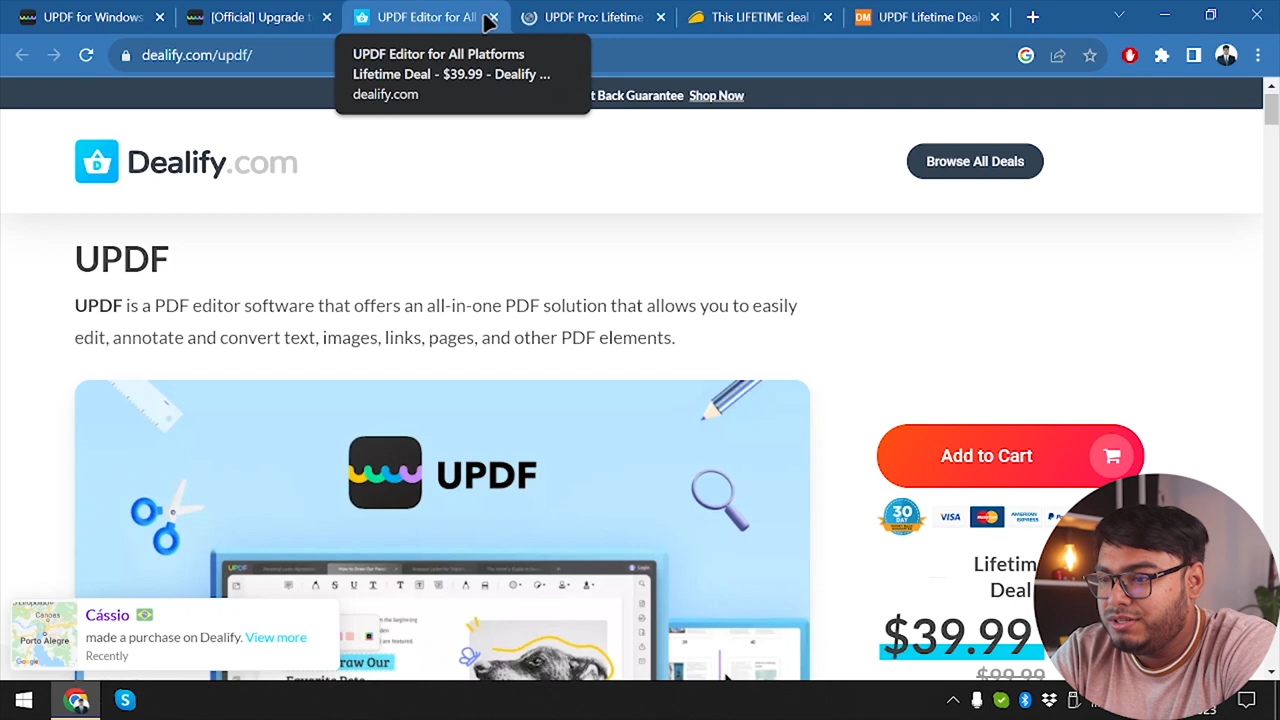 UPDF for Windows
[Official] Upgrade t
UPDF Editor for All
UPDF Pro: Lifetime
This LIFETIME deal
UPDF Lifetime Deal
dealify.com/updf/
UPDF Editor for All Platforms
Lifetime Deal - $39.99 - Dealify ...
dealify.com
t Back Guarantee Shop Now
Dealify.com
Browse All Deals
UPDF
UPDF is a PDF editor software that offers an all-in-one PDF solution that allows you to easily
edit, annotate and convert text, images, links, pages, and other PDF elements.
UPDF
Add to Cart
30
DAY
VISA
Lifetim
Deal
$39.99
$99.99
Cássio
made a purchase on Dealify. View more
Recently
Canoas
Porto Alegre
Google